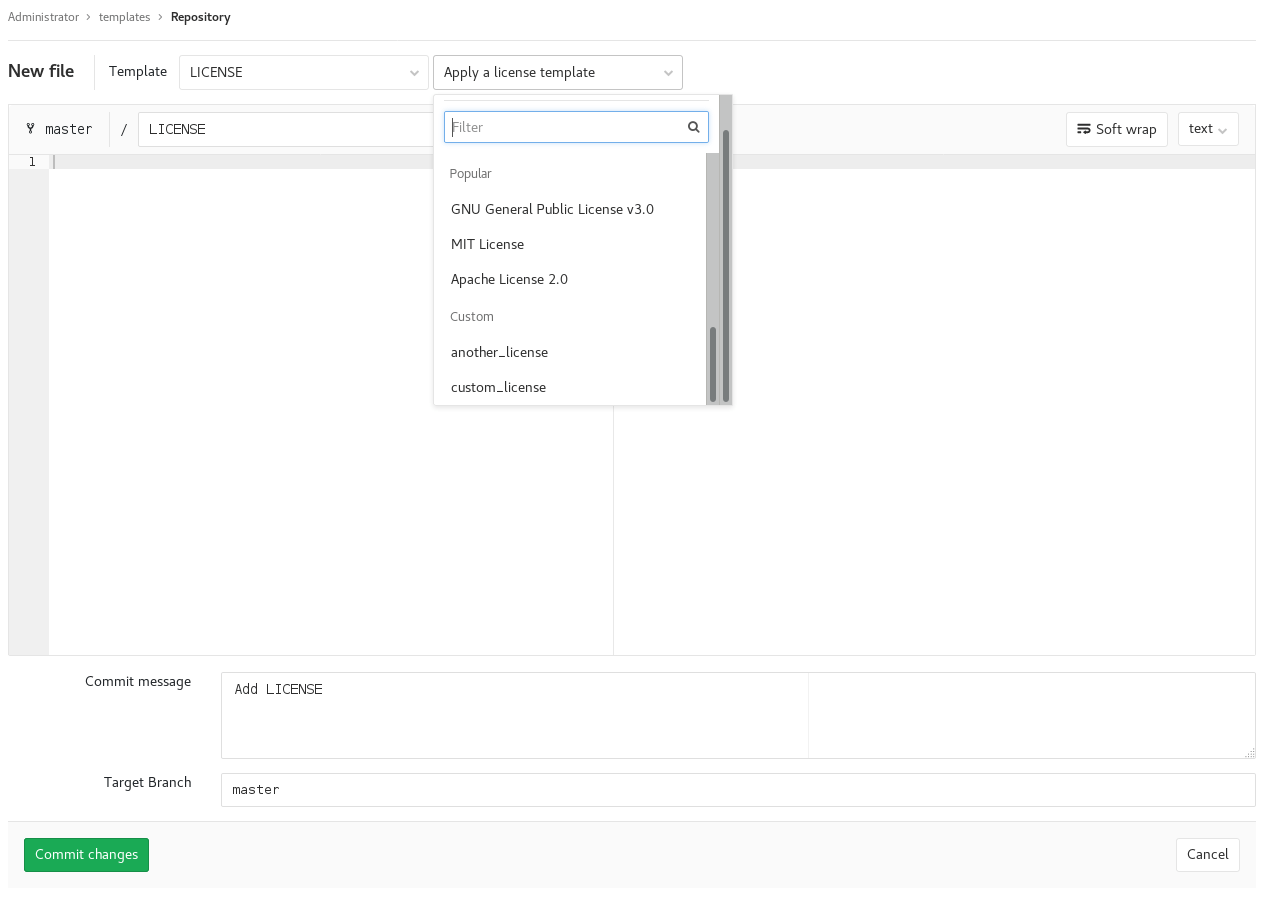 Administrator › templates › Repository
New file Template LICENSE Apply a license template
master / LICENSE Soft wrap text
Filter
1
Popular
GNU General Public License v3.0
MIT License
Apache License 2.0
Custom
another_license
custom_license
Commit message Add LICENSE
Target Branch master
Commit changes Cancel